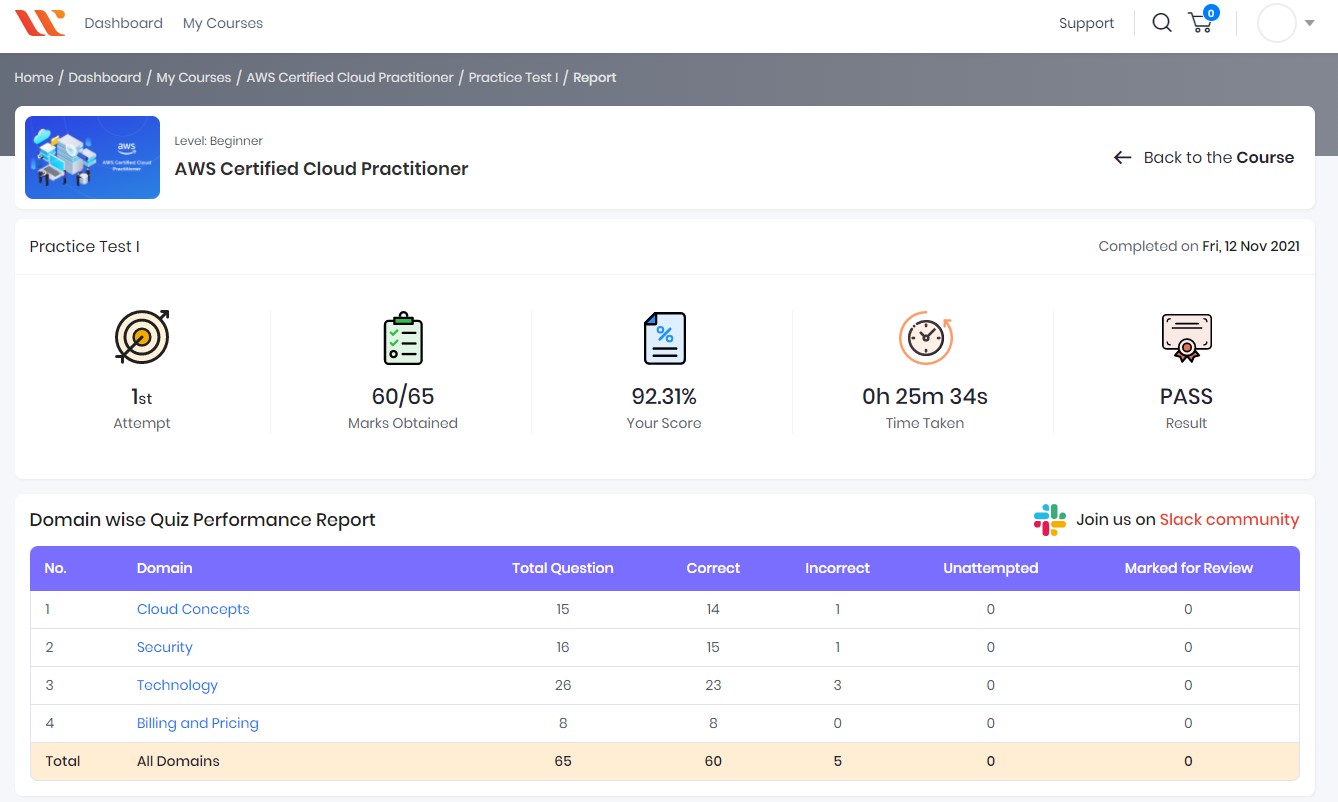 Dashboard My Courses Support 0
Home / Dashboard / My Courses / AWS Certified Cloud Practitioner / Practice Test I / Report
aws
AWS Certified Cloud
Practitioner
Level: Beginner
AWS Certified Cloud Practitioner
Back to the Course
Practice Test I Completed on Fri, 12 Nov 2021
%
1st 60/65 92.31% 0h 25m 34s PASS
Attempt Marks Obtained Your Score Time Taken Result
Domain wise Quiz Performance Report Join us on Slack community
No. Domain Total Question Correct Incorrect Unattempted Marked for Review
1 Cloud Concepts 15 14 1 0 0
2 Security 16 15 1 0 0
3 Technology 26 23 3 0 0
4 Billing and Pricing 8 8 0 0 0
Total All Domains 65 60 5 0 0